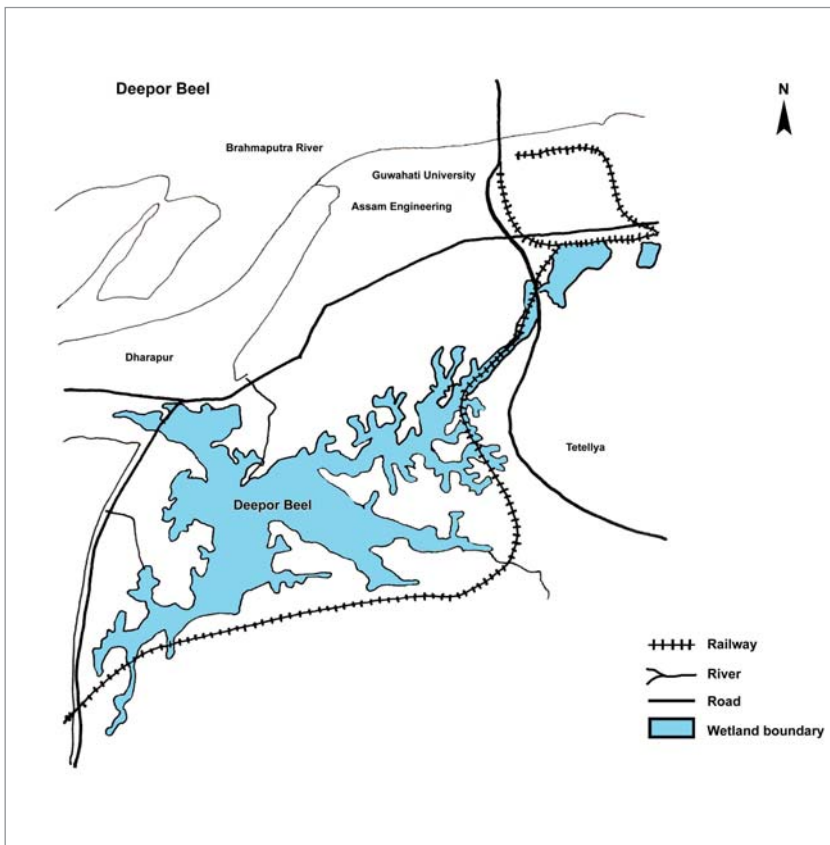 Deepor Beel
N
Brahmaputra River
Guwahati University
Assam Engineering
Dharapur
Tetellya
Deepor Beel
Railway
River
Road
Wetland boundary